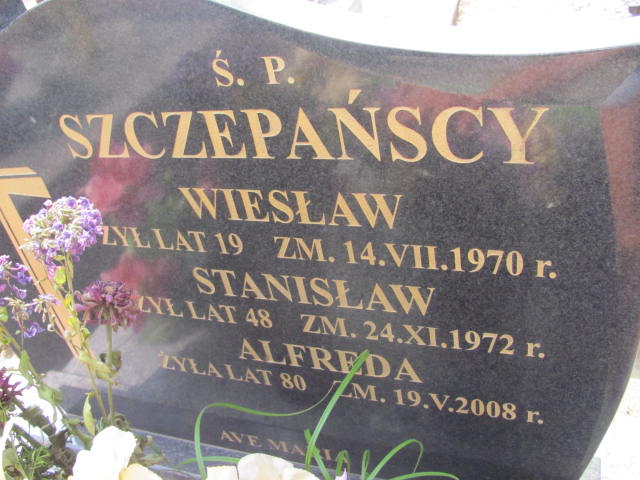 Ś. P.
SZCZEPAŃSCY
WIESŁAW
ŻYŁ LAT 19 ZM. 14.VII.1970 r.
STANISŁAW
ŻYŁ LAT 48 ZM. 24.XI.1972 r.
ALFREDA
ŻYŁA LAT 80 ZM. 19.V.2008 r.
AVE MARIA